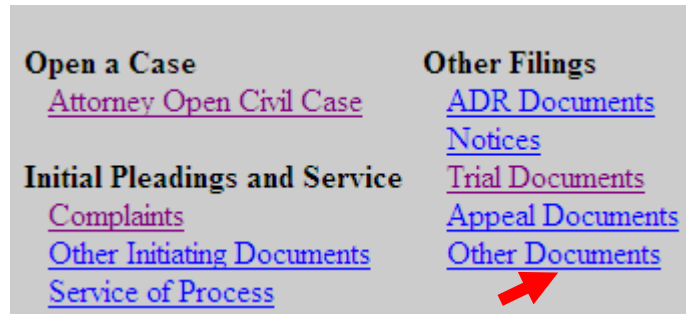 Open a Case
Attorney Open Civil Case
Initial Pleadings and Service
Complaints
Other Initiating Documents
Service of Process
Other Filings
ADR Documents
Notices
Trial Documents
Appeal Documents
Other Documents